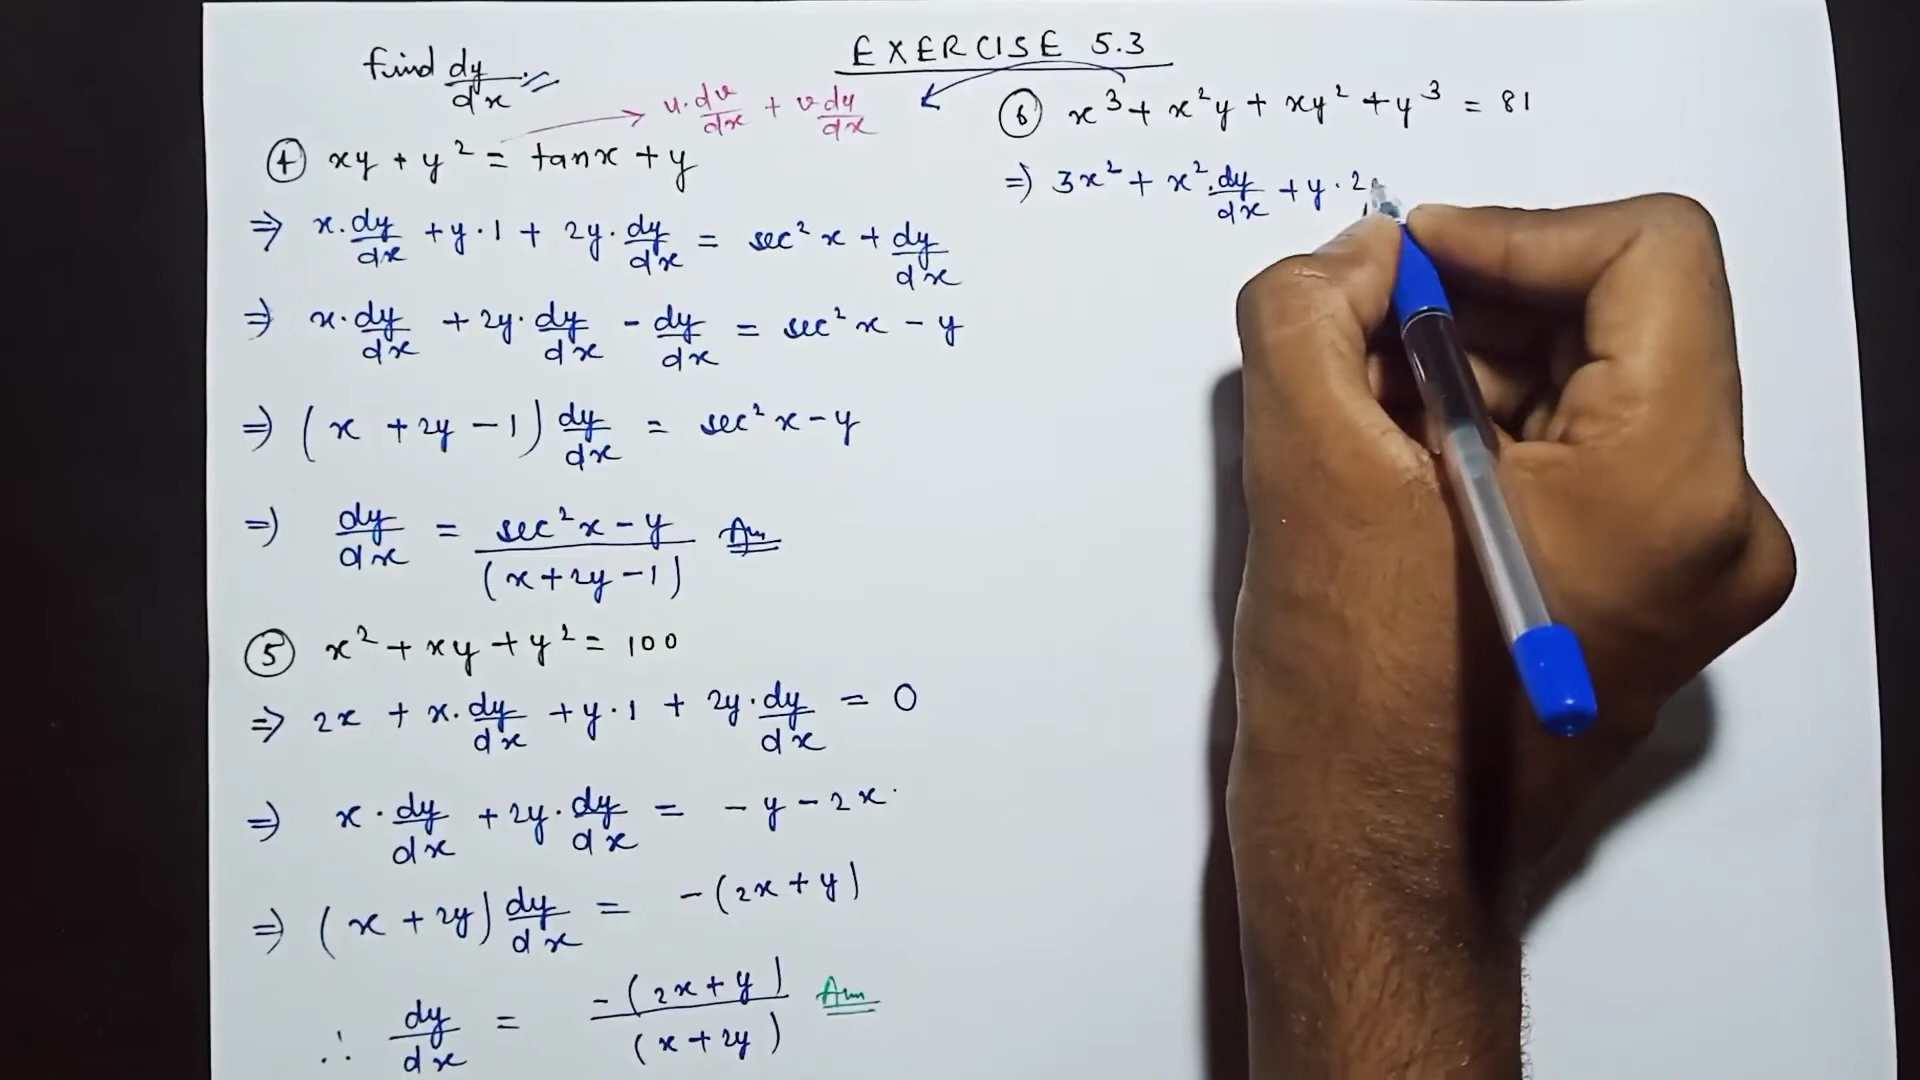 EXERCISE 5.3
find dy/dx
u·dv/dx + v dy/dx
④ xy + y² = tanx + y
⇒ x·dy/dx + y·1 + 2y·dy/dx = sec²x + dy/dx
⇒ x·dy/dx + 2y·dy/dx - dy/dx = sec²x - y
⇒ (x + 2y - 1) dy/dx = sec²x - y
⇒ dy/dx = sec²x - y/(x + 2y - 1) Ans
⑤ x² + xy + y² = 100
⇒ 2x + x·dy/dx + y·1 + 2y·dy/dx = 0
⇒ x·dy/dx + 2y·dy/dx = - y - 2x
⇒ (x + 2y) dy/dx = -(2x + y)
∴ dy/dx = -(2x + y)/(x + 2y) Ans
⑥ x³ + x²y + xy² + y³ = 81
⇒ 3x² + x²·dy/dx + y·2